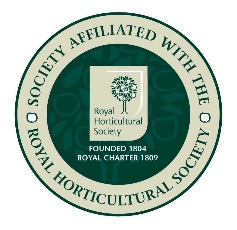 SOCIETY AFFILIATED WITH THE
Royal
Horticultural
Society
FOUNDED 1804
ROYAL CHARTER 1809
ROYAL HORTICULTURAL SOCIETY